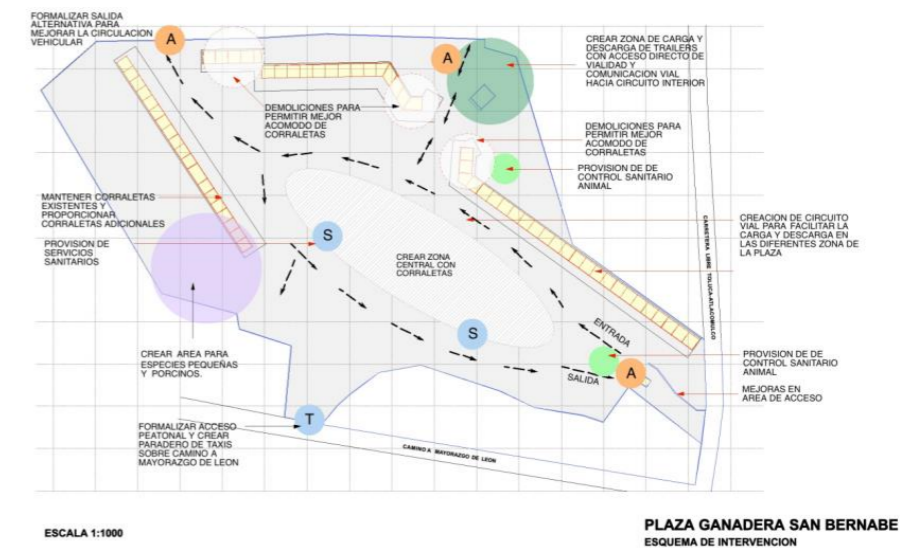 FORMALIZAR SALIDA
ALTERNATIVA PARA
MEJORAR LA CIRCULACION
VEHICULAR
A
A
CREAR ZONA DE CARGA Y
DESCARGA DE TRAILERS
CON ACCESO DIRECTO DE
VIALIDAD Y
COMUNICACION VIAL
HACIA CIRCUITO INTERIOR
DEMOLICIONES PARA
PERMITIR MEJOR
ACOMODO DE
CORRALETAS
DEMOLICIONES PARA
PERMITIR MEJOR
ACOMODO DE
CORRALETAS
PROVISION DE DE
CONTROL SANITARIO
ANIMAL
MANTENER CORRALETAS
EXISTENTES Y
PROPORCIONAR
CORRALETAS ADICIONALES
PROVISION DE
SERVICIOS
SANITARIOS
S
CREAR ZONA
CENTRAL CON
CORRALETAS
CREACION DE CIRCUITO
VIAL PARA FACILITAR LA
CARGA Y DESCARGA EN
LAS DIFERENTES ZONA DE
LA PLAZA
CARRETERA LIBRE TOLUCA-ATLACOMOLCO
S
ENTRADA
SALIDA
A
CREAR AREA PARA
ESPECIES PEQUEÑAS
Y PORCINOS.
PROVISION DE DE
CONTROL SANITARIO
ANIMAL
MEJORAS EN
AREA DE ACCESO
T
FORMALIZAR ACCESO
PEATONAL Y CREAR
PARADERO DE TAXIS
SOBRE CAMINO A
MAYORAZGO DE LEON
CAMINO A MAYORAZGO DE LEON
ESCALA 1:1000
PLAZA GANADERA SAN BERNABE
ESQUEMA DE INTERVENCION